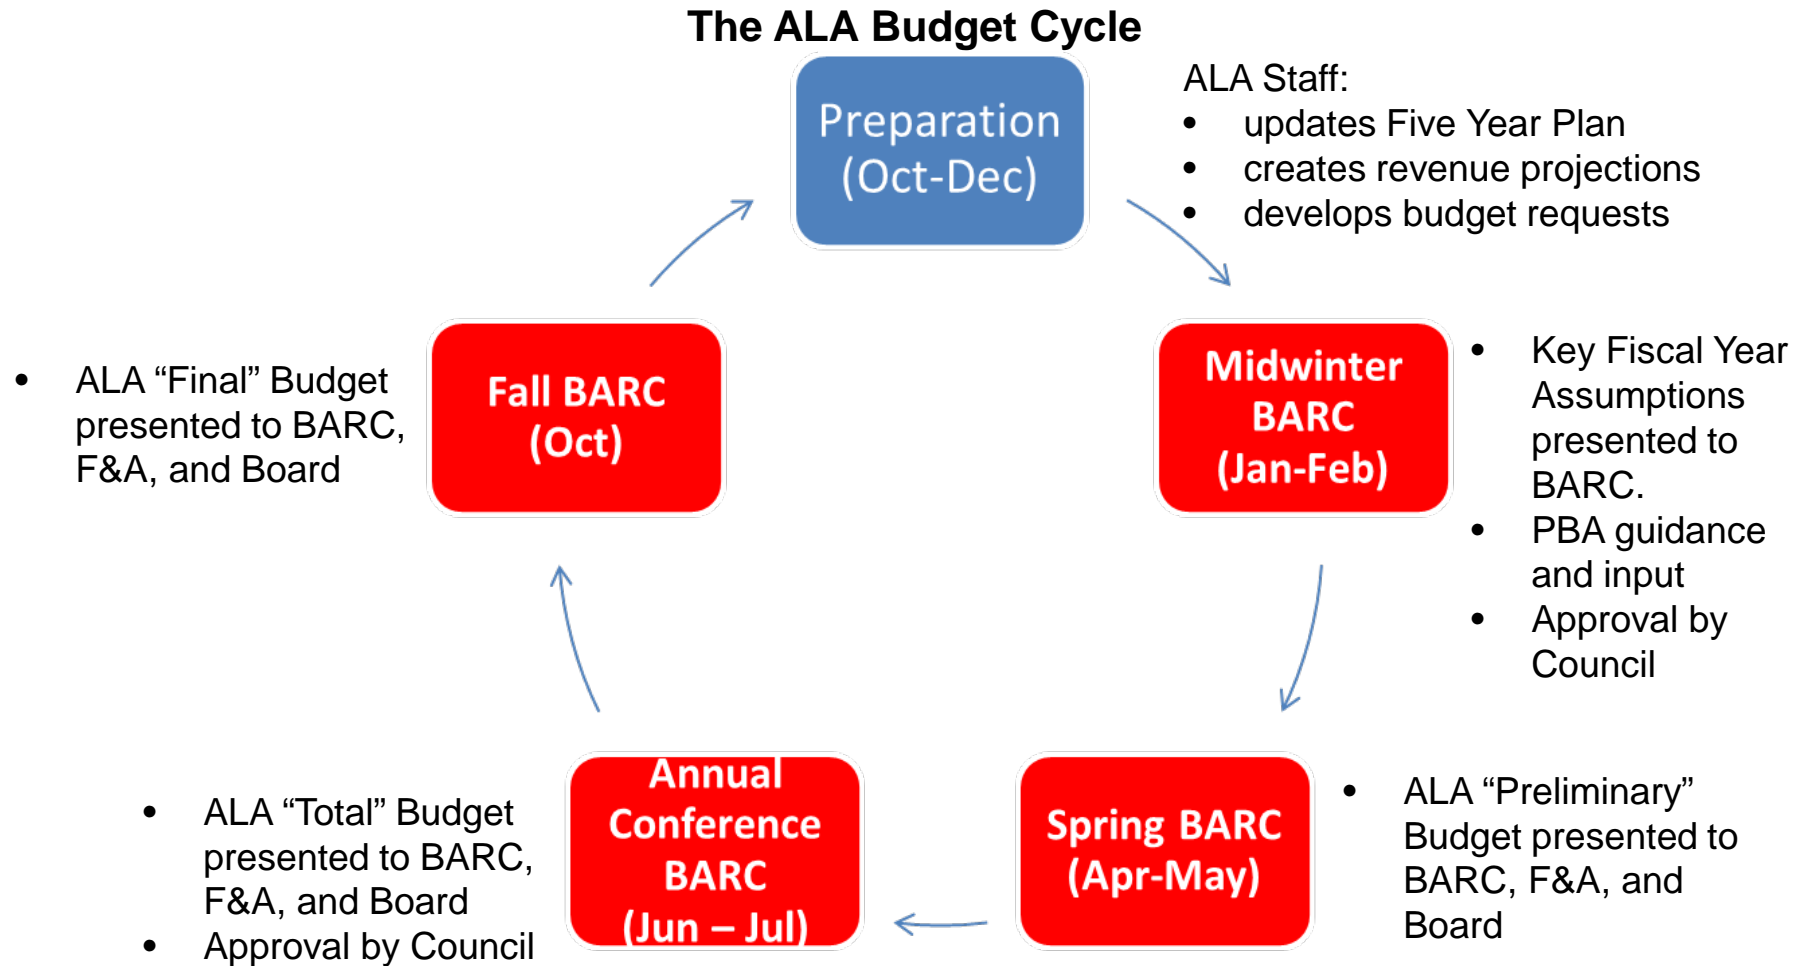 The ALA Budget Cycle
Preparation
(Oct-Dec)
ALA Staff:
• updates Five Year Plan
• creates revenue projections
• develops budget requests
Midwinter
BARC
(Jan-Feb)
• Key Fiscal Year
Assumptions
presented to
BARC.
• PBA guidance
and input
• Approval by
Council
Spring BARC
(Apr-May)
• ALA “Preliminary”
Budget presented to
BARC, F&A, and
Board
Annual
Conference
BARC
(Jun – Jul)
• ALA “Total” Budget
presented to BARC,
F&A, and Board
• Approval by Council
Fall BARC
(Oct)
• ALA “Final” Budget
presented to BARC,
F&A, and Board